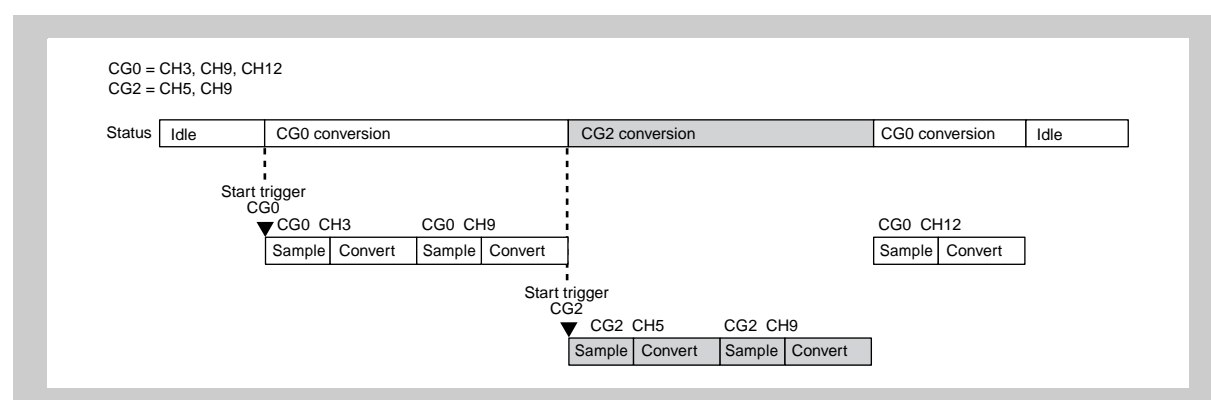 CG0 = CH3, CH9, CH12
CG2 = CH5, CH9
Status Idle CG0 conversion CG2 conversion CG0 conversion Idle
Start trigger
CG0
CG0 CH3 CG0 CH9 CG0 CH12
Sample Convert Sample Convert Sample Convert
Start trigger
CG2
CG2 CH5 CG2 CH9
Sample Convert Sample Convert